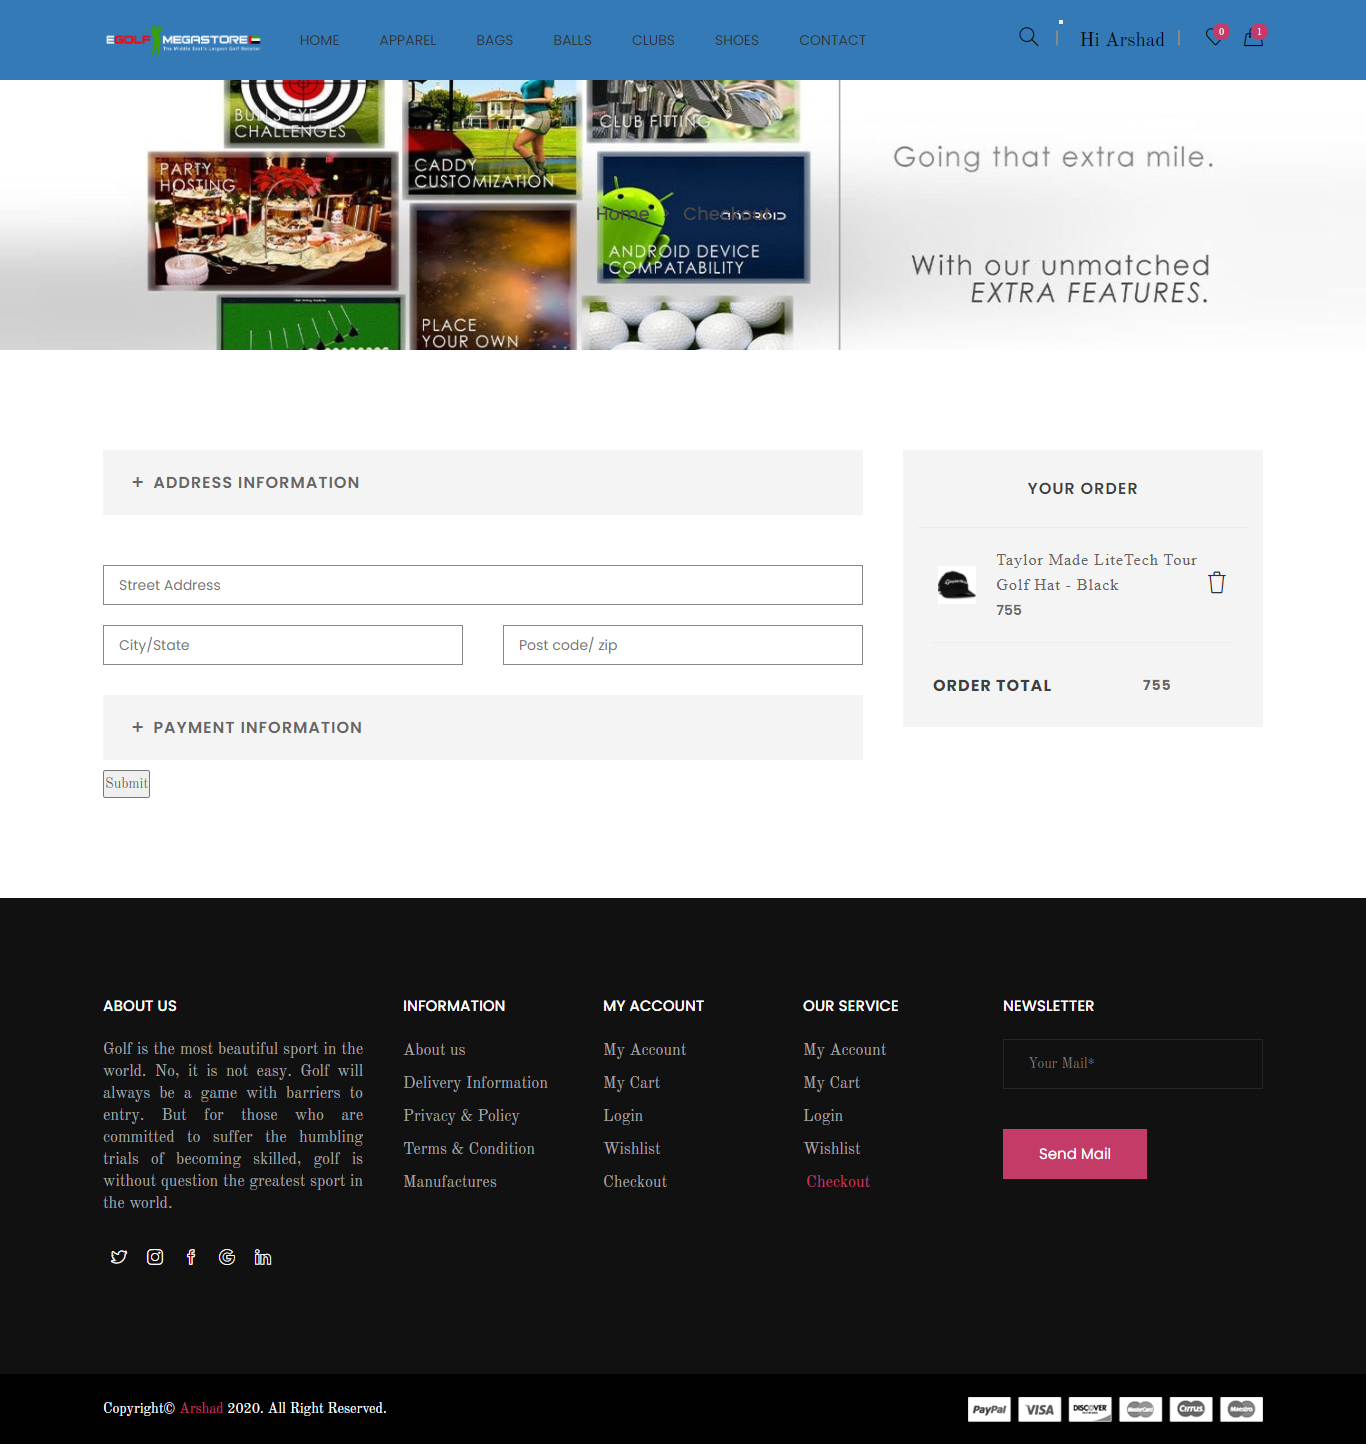 EGOLF MEGASTORE
The Middle East's Largest Golf Retailer
HOME APPAREL BAGS BALLS CLUBS SHOES CONTACT
Hi Arshad
0
1
BULLS EYE
CHALLENGES
CLUB FITTING
PARTY
HOSTING
CADDY
CUSTOMIZATION
Going that extra mile.
Home > Checkout
ANDROID
ANDROID DEVICE
COMPATABILITY
With our unmatched
EXTRA FEATURES.
PLACE
YOUR OWN
+ ADDRESS INFORMATION
Street Address
City/State
Post code/ zip
+ PAYMENT INFORMATION
Submit
YOUR ORDER
Taylor Made LiteTech Tour
Golf Hat - Black
755
ORDER TOTAL 755
ABOUT US
Golf is the most beautiful sport in the
world. No, it is not easy. Golf will
always be a game with barriers to
entry. But for those who are
committed to suffer the humbling
trials of becoming skilled, golf is
without question the greatest sport in
the world.
INFORMATION
About us
Delivery Information
Privacy & Policy
Terms & Condition
Manufactures
MY ACCOUNT
My Account
My Cart
Login
Wishlist
Checkout
OUR SERVICE
My Account
My Cart
Login
Wishlist
Checkout
NEWSLETTER
Your Mail*
Send Mail
Copyright© Arshad 2020. All Right Reserved.
PayPal VISA DISCOVER MasterCard Cirrus Maestro